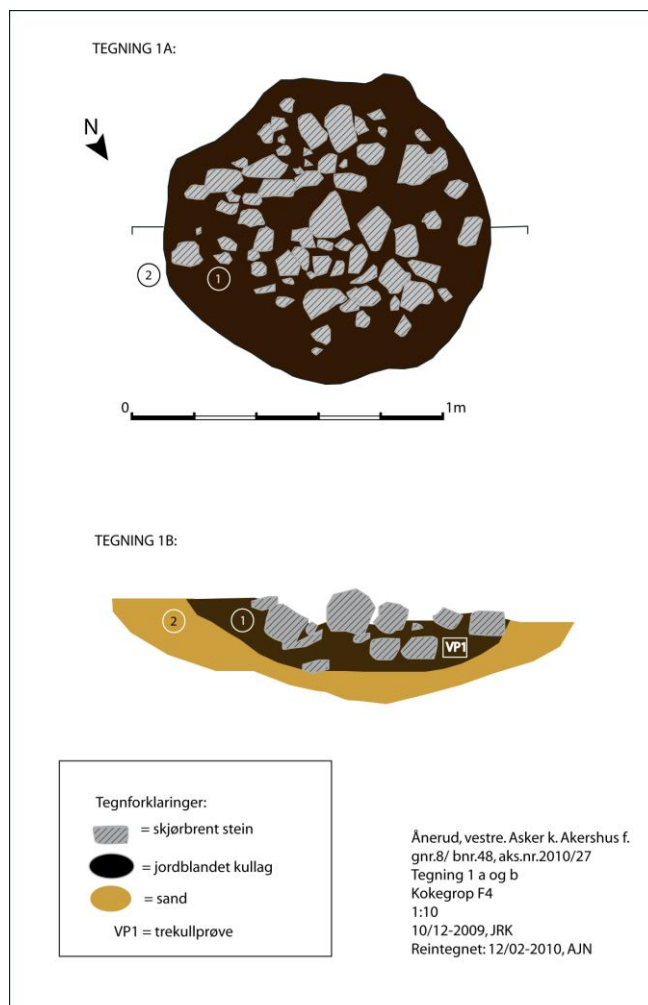 TEGNING 1A:
N
2
1
0
1m
TEGNING 1B:
2
1
VP1
Tegnforklaringer:
= skjørbrent stein
= jordblandet kullag
= sand
VP1 = trekullprøve
Ånerud, vestre. Asker k. Akershus f.
gnr.8/ bnr.48, aks.nr.2010/27
Tegning 1 a og b
Kokegrop F4
1:10
10/12-2009, JRK
Reintegnet: 12/02-2010, AJN